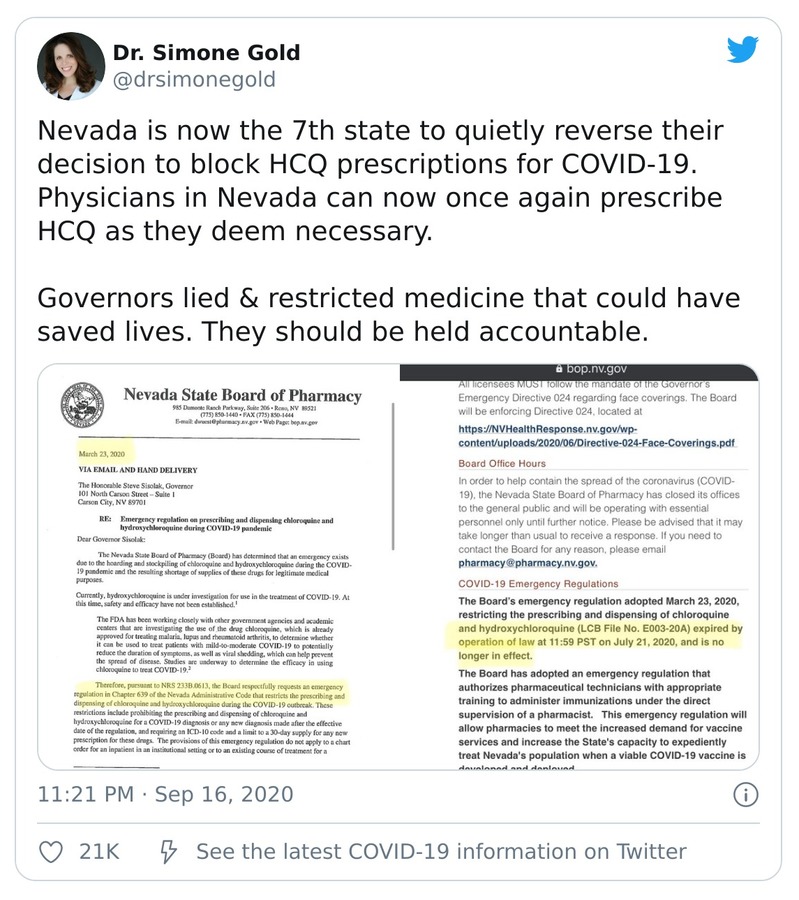 Dr. Simone Gold
@drsimonegold
Nevada is now the 7th state to quietly reverse their
decision to block HCQ prescriptions for COVID-19.
Physicians in Nevada can now once again prescribe
HCQ as they deem necessary.
Governors lied & restricted medicine that could have
saved lives. They should be held accountable.
Nevada State Board of Pharmacy
985 Damonte Ranch Parkway, Suite 206 • Reno, NV 89521
(775) 850-1440 • FAX (775) 850-1444
E-mail: dwuest@pharmacy.nv.gov • Web Page: bop.nv.gov
March 23, 2020
VIA EMAIL AND HAND DELIVERY
The Honorable Steve Sisolak, Governor
101 North Carson Street – Suite 1
Carson City, NV 89701
RE: Emergency regulation on prescribing and dispensing chloroquine and
hydroxychloroquine during COVID-19 pandemic
Dear Governor Sisolak:
The Nevada State Board of Pharmacy (Board) has determined that an emergency exists
due to the hoarding and stockpiling of chloroquine and hydroxychloroquine during the COVID-
19 pandemic and the resulting shortage of supplies of these drugs for legitimate medical
purposes.
Currently, hydroxychloroquine is under investigation for use in the treatment of COVID-19. At
this time, safety and efficacy have not been established.1
The FDA has been working closely with other government agencies and academic
centers that are investigating the use of the drug chloroquine, which is already
approved for treating malaria, lupus and rheumatoid arthritis, to determine whether
it can be used to treat patients with mild-to-moderate COVID-19 to potentially
reduce the duration of symptoms, as well as viral shedding, which can help prevent
the spread of disease. Studies are underway to determine the efficacy in using
chloroquine to treat COVID-19.2
Therefore, pursuant to NRS 233B.0613, the Board respectfully requests an emergency
regulation in Chapter 639 of the Nevada Administrative Code that restricts the prescribing and
dispensing of chloroquine and hydroxychloroquine during the COVID-19 outbreak. These
restrictions include prohibiting the prescribing and dispensing of chloroquine and
hydroxychloroquine for a COVID-19 diagnosis or any new diagnosis made after the effective
date of the regulation, and requiring an ICD-10 code and a limit to a 30-day supply for any new
prescription for these drugs. The provisions of this emergency regulation do not apply to a chart
order for an inpatient in an institutional setting or to an existing course of treatment for a
bop.nv.gov
All licensees MUST follow the mandate of the Governor's
Emergency Directive 024 regarding face coverings. The Board
will be enforcing Directive 024, located at
https://NVHealthResponse.nv.gov/wp-
content/uploads/2020/06/Directive-024-Face-Coverings.pdf
Board Office Hours
In order to help contain the spread of the coronavirus (COVID-
19), the Nevada State Board of Pharmacy has closed its offices
to the general public and will be operating with essential
personnel only until further notice. Please be advised that it may
take longer than usual to receive a response. If you need to
contact the Board for any reason, please email
pharmacy@pharmacy.nv.gov.
COVID-19 Emergency Regulations
The Board's emergency regulation adopted March 23, 2020,
restricting the prescribing and dispensing of chloroquine
and hydroxychloroquine (LCB File No. E003-20A) expired by
operation of law at 11:59 PST on July 21, 2020, and is no
longer in effect.
The Board has adopted an emergency regulation that
authorizes pharmaceutical technicians with appropriate
training to administer immunizations under the direct
supervision of a pharmacist. This emergency regulation will
allow pharmacies to meet the increased demand for vaccine
services and increase the State's capacity to expediently
treat Nevada's population when a viable COVID-19 vaccine is
developed and deployed.
11:21 PM · Sep 16, 2020
21K
See the latest COVID-19 information on Twitter